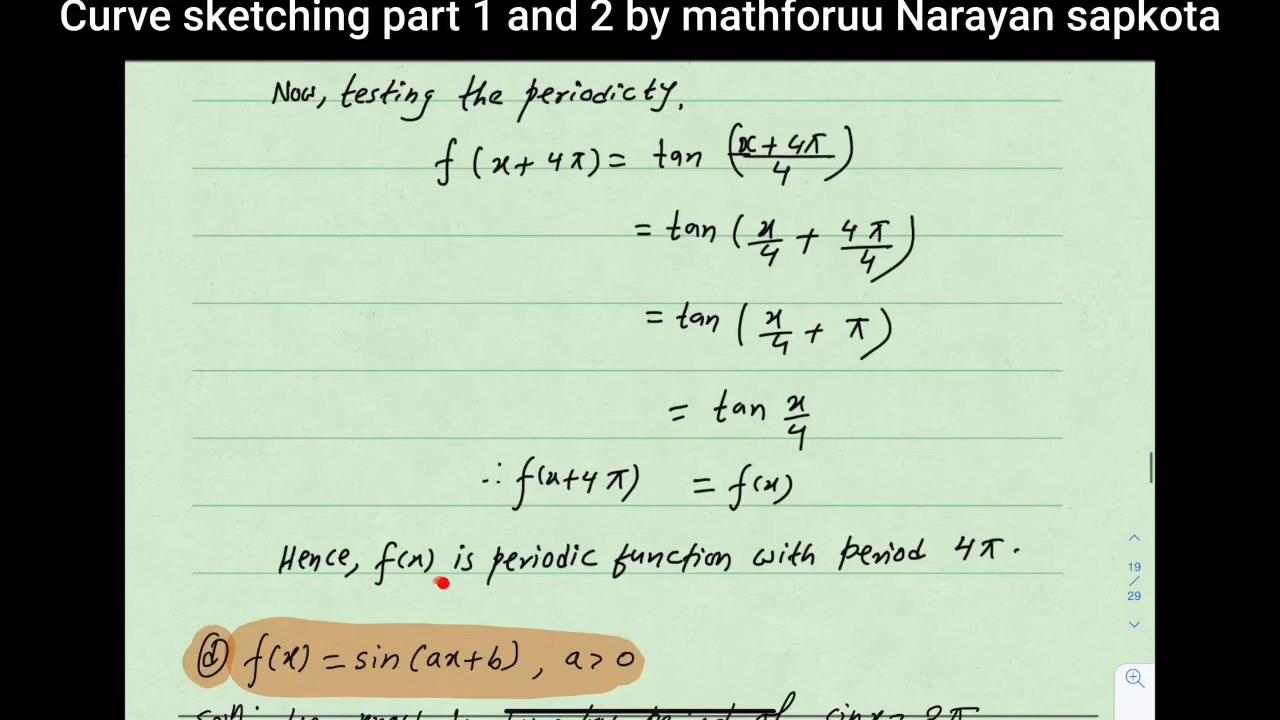 Curve sketching part 1 and 2 by mathforuu Narayan sapkota
Now, testing the periodicty.
f(x+4π) = tan ((x+4π)/4)
= tan (x/4 + 4π/4)
= tan (x/4 + π)
= tan x/4
∴ f(x+4π) = f(x)
Hence, f(x) is periodic function with period 4π.
19
/
29
ⓓ f(x) = sin(ax+b), a > 0